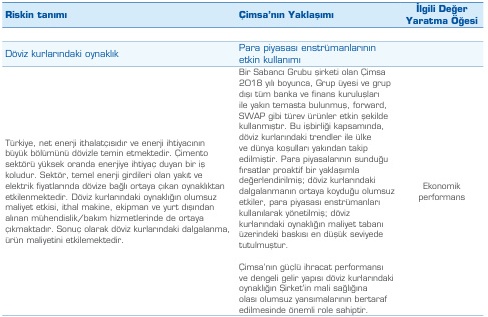 Riskin tanımı
Çimsa'nın Yaklaşımı
İlgili Değer
Yaratma Öğesi
Döviz kurlarındaki oynaklık
Para piyasası enstrümanlarının
etkin kullanımı
Türkiye, net enerji ithalatçısıdır ve enerji ihtiyacının
büyük bölümünü dövizle temin etmektedir. Çimento
sektörü yüksek oranda enerjiye ihtiyaç duyan bir iş
koludur. Sektör, temel enerji girdileri olan yakıt ve
elektrik fiyatlarında dövize bağlı ortaya çıkan oynaklıktan
etkilenmektedir. Döviz kurlarındaki oynaklığın olumsuz
maliyet etkisi, ithal makine, ekipman ve yurt dışından
alınan mühendislik/bakım hizmetlerinde de ortaya
çıkmaktadır. Sonuç olarak döviz kurlarındaki dalgalanma,
ürün maliyetini etkilemektedir.
Bir Sabancı Grubu şirketi olan Çimsa
2018 yılı boyunca, Grup üyesi ve grup
dışı tüm banka ve finans kuruluşları
ile yakın temasta bulunmuş, forward,
SWAP gibi türev ürünler etkin şekilde
kullanmıştır. Bu işbirliği kapsamında,
döviz kurlarındaki trendler ile ülke
ve dünya koşulları yakından takip
edilmiştir. Para piyasalarının sunduğu
fırsatlar proaktif bir yaklaşımla
değerlendirilmiş; döviz kurlarındaki
dalgalanmanın ortaya koyduğu olumsuz
etkiler, para piyasası enstrümanları
kullanılarak yönetilmiş; döviz
kurlarındaki oynaklığın maliyet tabanı
üzerindeki baskısı en düşük seviyede
tutulmuştur.
Çimsa'nın güçlü ihracat performansı
ve dengeli gelir yapısı döviz kurlarındaki
oynaklığın Şirket'in mali sağlığına
olası olumsuz yansımalarının bertaraf
edilmesinde önemli role sahiptir.
Ekonomik
performans